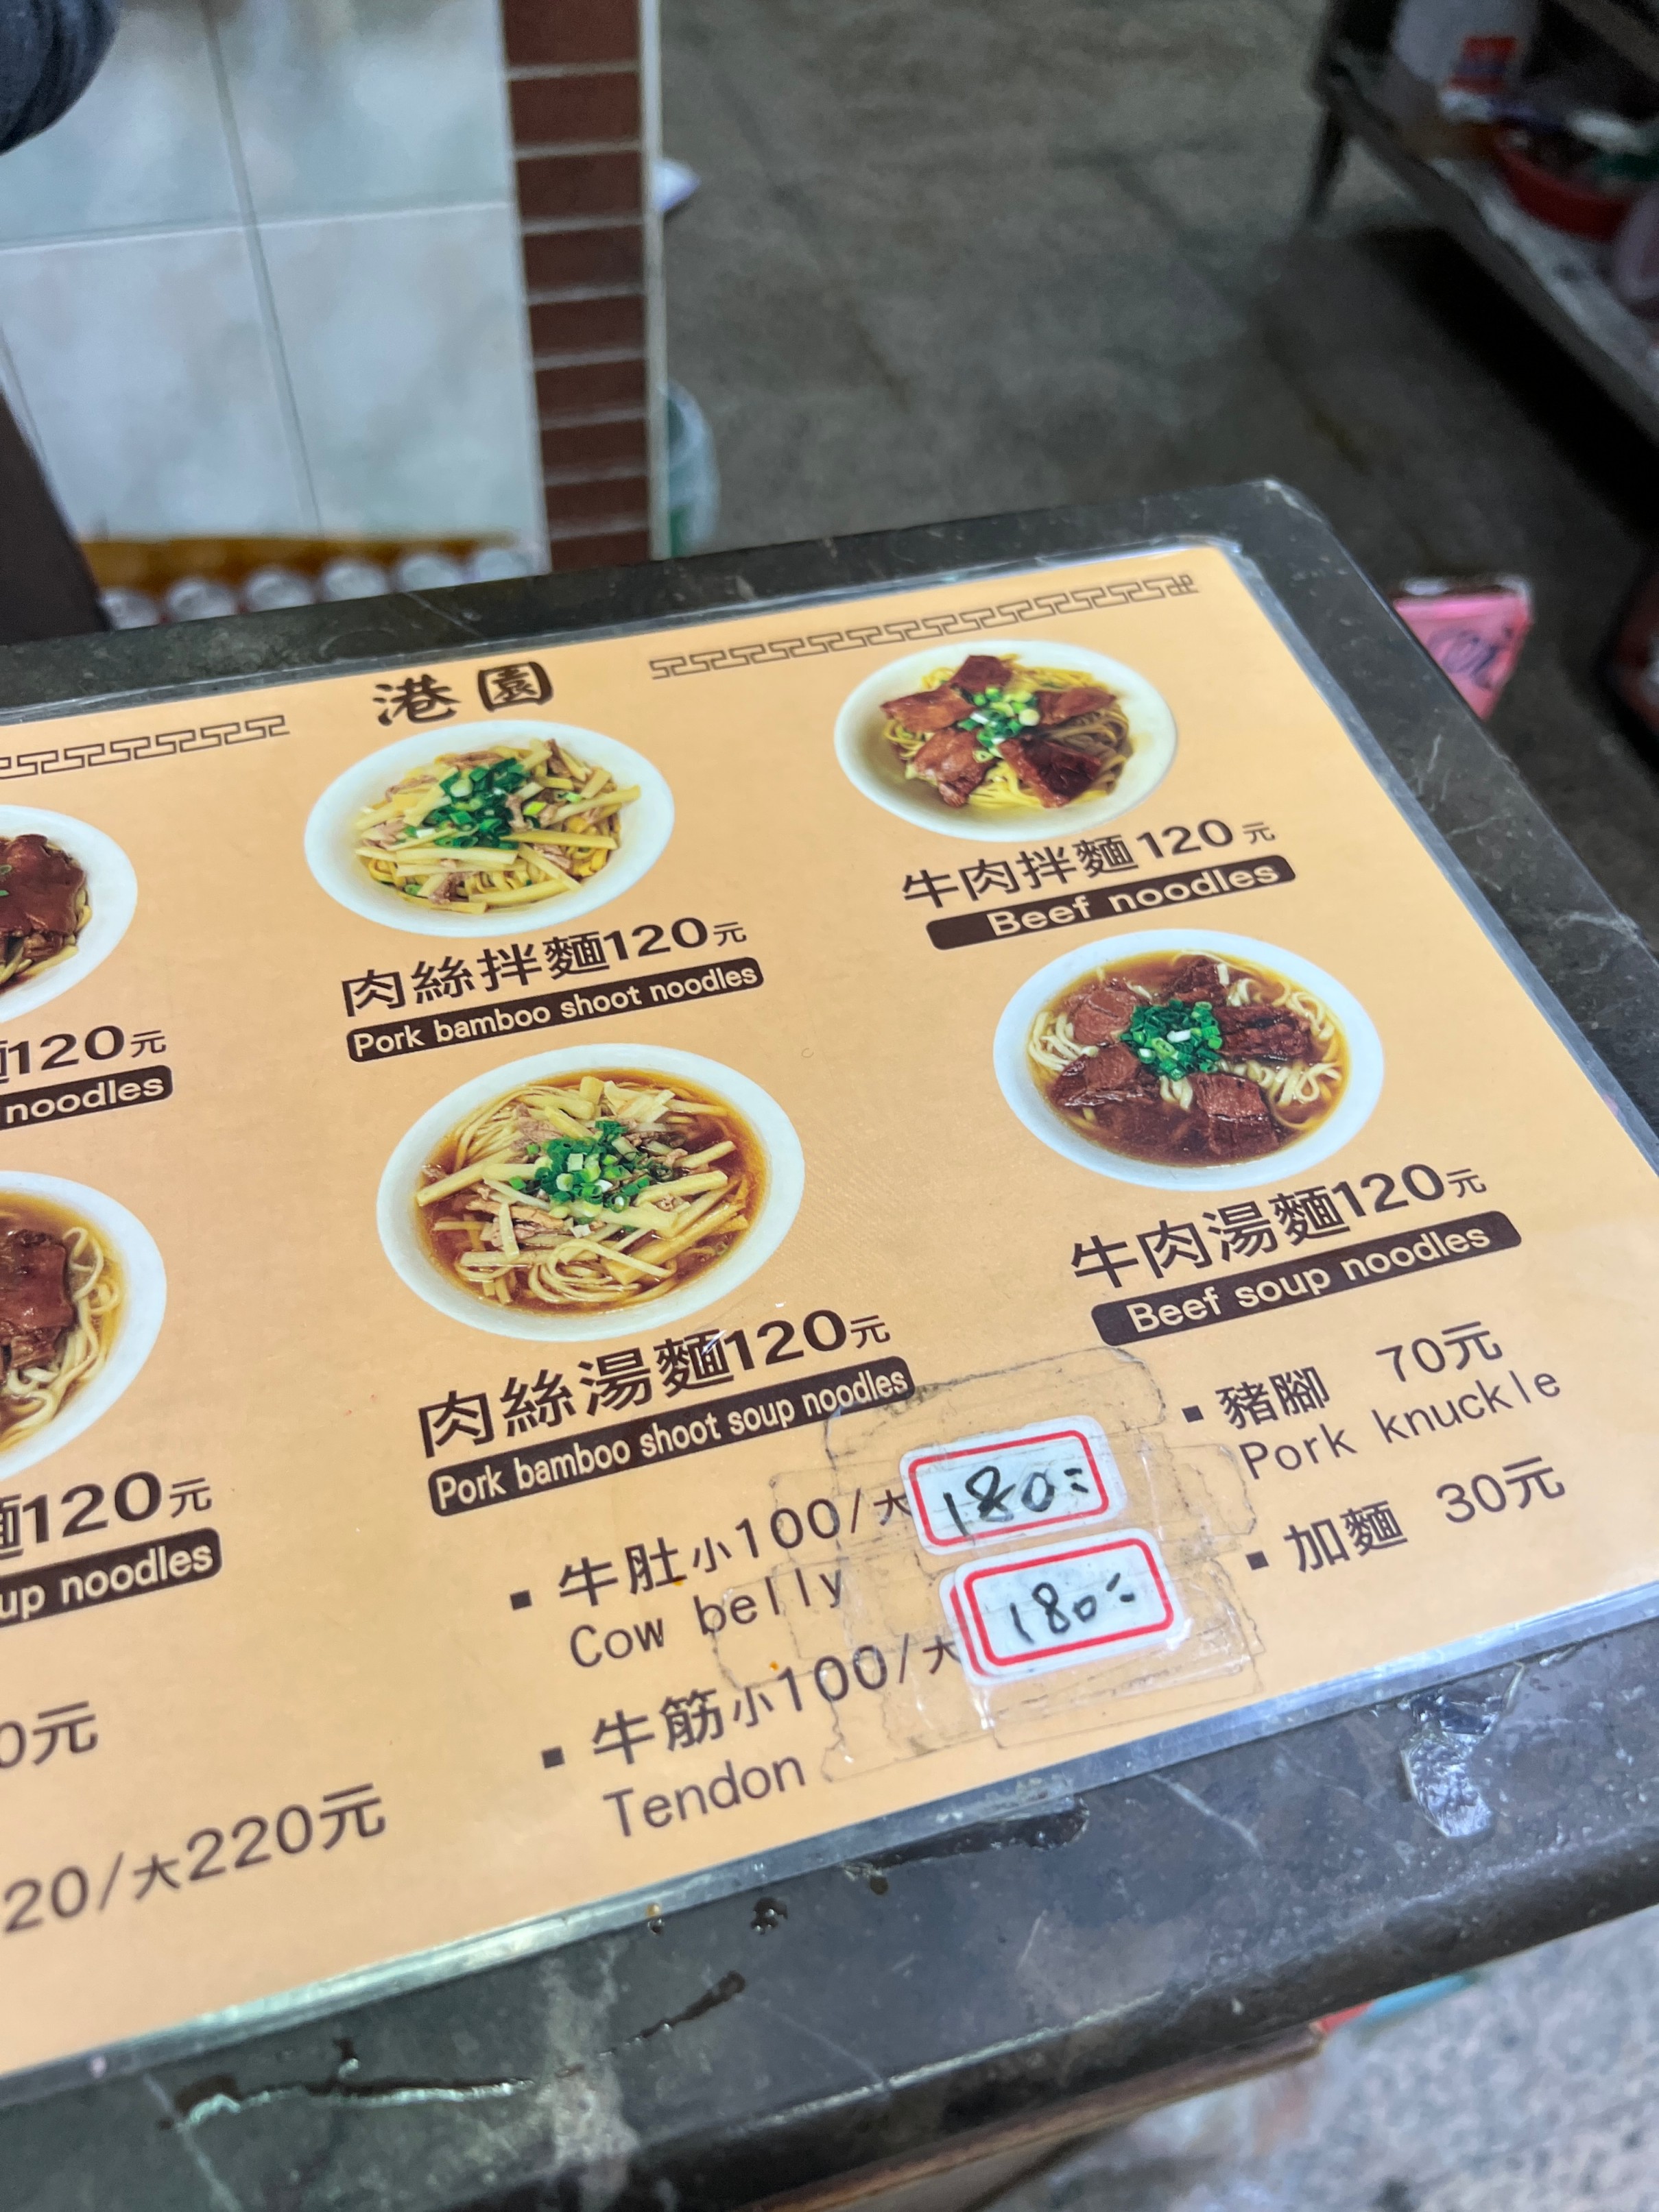 港園
麵120元
noodles
肉絲拌麵120元
Pork bamboo shoot noodles
牛肉拌麵120元
Beef noodles
麵120元
noodles
肉絲湯麵120元
Pork bamboo shoot soup noodles
牛肉湯麵120元
Beef soup noodles
0元
20/大220元
▪ 牛肚小100/大 180元
Cow belly
▪ 牛筋小100/大 180元
Tendon
▪ 豬腳 70元
Pork knuckle
▪ 加麵 30元